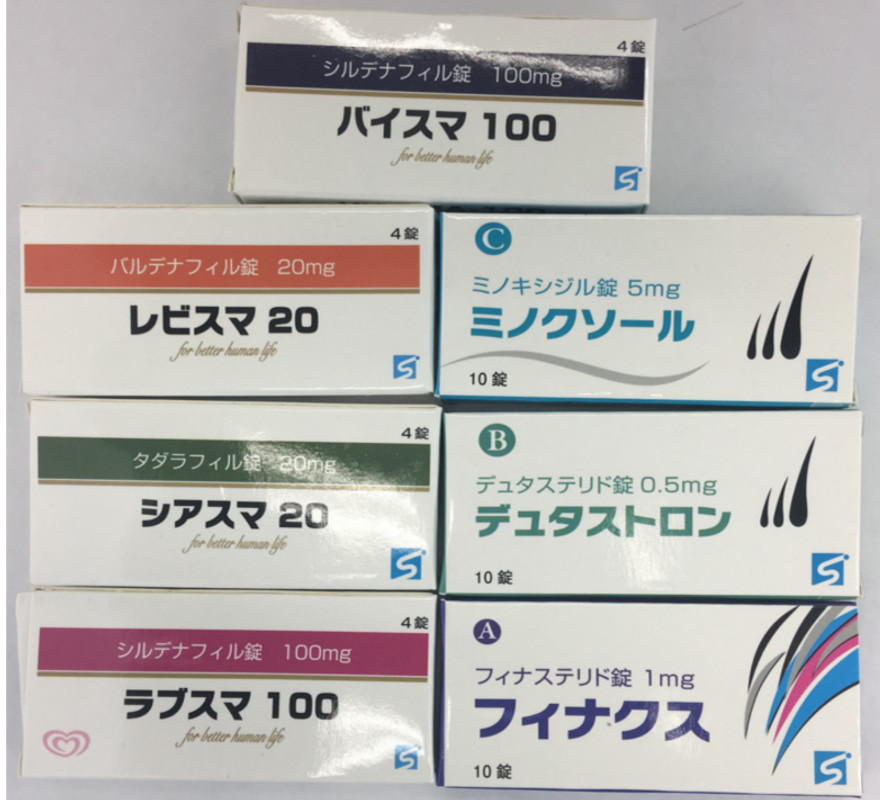 4錠
シルデナフィル錠 100mg
バイスマ 100
for better human life
4錠
バルデナフィル錠 20mg
レビスマ 20
for better human life
C
ミノキシジル錠 5mg
ミノクソール
10錠
4錠
タダラフィル錠 20mg
シアスマ 20
for better human life
B
デュタステリド錠 0.5mg
デュタストロン
10錠
4錠
シルデナフィル錠 100mg
ラブスマ 100
for better human life
A
フィナステリド錠 1mg
フィナクス
10錠